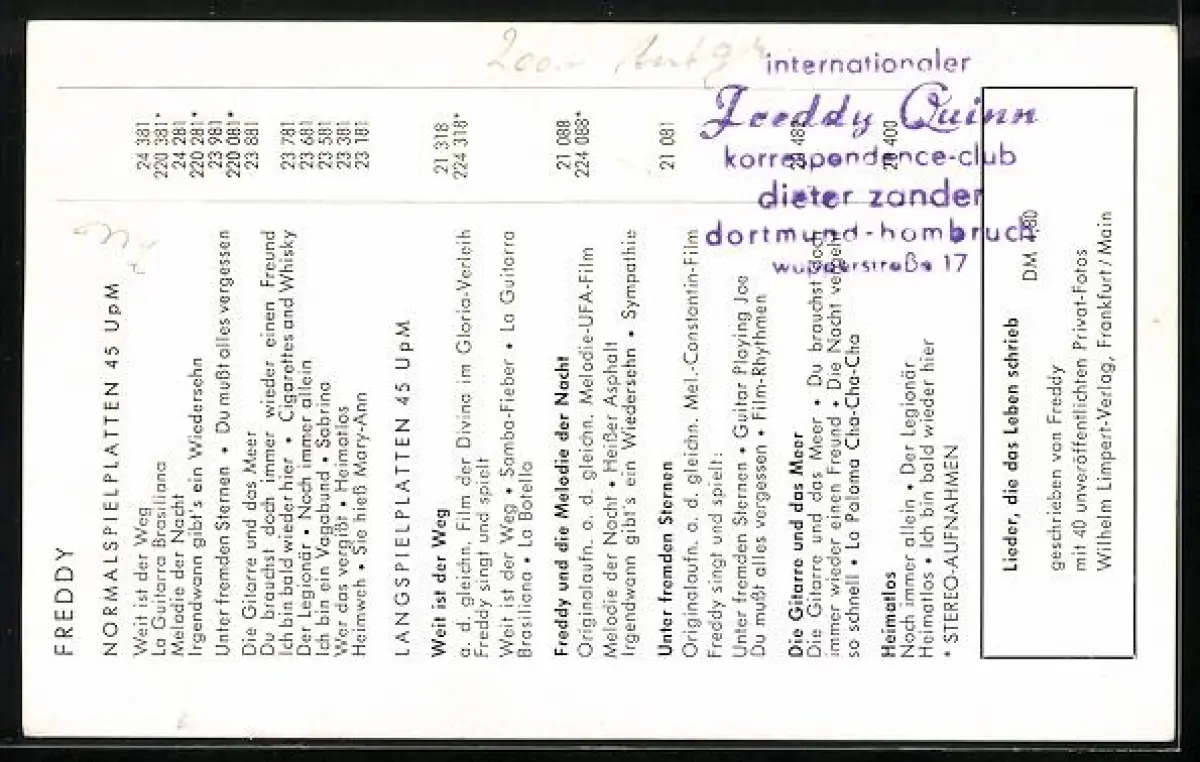 FREDDY
NORMALSPIELPLATTEN 45 UpM
Weit ist der Weg 24 381
La Guitarra Brasiliana 220 381*
Melodie der Nacht 24 281
Irgendwann gibt's ein Wiedersehn 220 281*
Unter fremden Sternen • Du mußt alles vergessen 23 981
220 081*
Die Gitarre und das Meer 23 881
Du brauchst doch immer wieder einen Freund
Ich bin bald wieder hier • Cigarettes and Whisky 23 781
Der Legionär • Noch immer allein 23 681
Ich bin ein Vagabund • Sabrina 23 581
Wer das vergißt • Heimatlos 23 381
Heimweh • Sie hieß Mary-Ann 23 181
LANGSPIELPLATTEN 45 UpM
Weit ist der Weg 21 318
a. d. gleichn. Film der Divina im Gloria-Verleih 224 318*
Freddy singt und spielt
Weit ist der Weg • Samba-Fieber • La Guitarra
Brasiliana • La Botella
Freddy und die Melodie der Nacht 21 088
Originalaufn. a. d. gleichn. Melodie-UFA-Film 224 088*
Melodie der Nacht • Heißer Asphalt
Irgendwann gibt's ein Wiedersehn • Sympathie
Unter fremden Sternen 21 081
Originalaufn. a. d. gleichn. Mel.-Constantin-Film
Freddy singt und spielt:
Unter fremden Sternen • Guitar Playing Joe
Du mußt alles vergessen • Film-Rhythmen
Die Gitarre und das Meer
Die Gitarre und das Meer • Du brauchst doch
immer wieder einen Freund • Die Nacht vergeht
so schnell • La Paloma Cha-Cha-Cha
Heimatlos 400
Noch immer allein • Der Legionär
Heimatlos • Ich bin bald wieder hier
* STEREO-AUFNAHMEN
Lieder, die das Leben schrieb DM
geschrieben von Freddy
mit 40 unveröffentlichten Privat-Fotos
Wilhelm Limpert-Verlag, Frankfurt / Main
internationaler
Freddy Quinn
korrespondence-club
dieter zander
dortmund-hombruch
wupperstraße 17